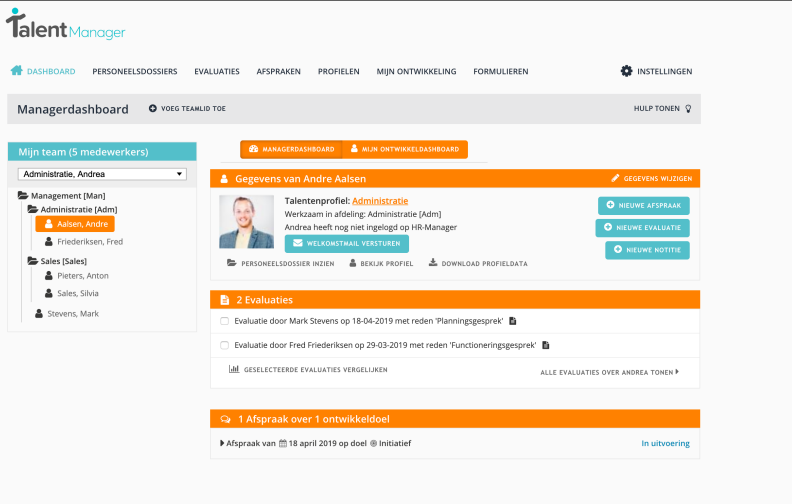 Talent Manager
DASHBOARD PERSONEELSDOSSIERS EVALUATIES AFSPRAKEN PROFIELEN MIJN ONTWIKKELING FORMULIEREN INSTELLINGEN
Managerdashboard VOEG TEAMLID TOE HULP TONEN
Mijn team (5 medewerkers)
Administratie, Andrea
Management [Man]
Administratie [Adm]
Aalsen, Andre
Friederiksen, Fred
Sales [Sales]
Pieters, Anton
Sales, Silvia
Stevens, Mark
MANAGERDASHBOARD MIJN ONTWIKKELDASHBOARD
Gegevens van Andre Aalsen GEGEVENS WIJZIGEN
Talentenprofiel: Administratie
Werkzaam in afdeling: Administratie [Adm]
Andrea heeft nog niet ingelogd op HR-Manager
WELKOMSTMAIL VERSTUREN
NIEUWE AFSPRAAK
NIEUWE EVALUATIE
NIEUWE NOTITIE
PERSONEELSDOSSIER INZIEN BEKIJK PROFIEL DOWNLOAD PROFIELDATA
2 Evaluaties
Evaluatie door Mark Stevens op 18-04-2019 met reden 'Planningsgesprek'
Evaluatie door Fred Friederiksen op 29-03-2019 met reden 'Functioneringsgesprek'
GESELECTEERDE EVALUATIES VERGELIJKEN ALLE EVALUATIES OVER ANDREA TONEN
1 Afspraak over 1 ontwikkeldoel
Afspraak van 18 april 2019 op doel Initiatief In uitvoering